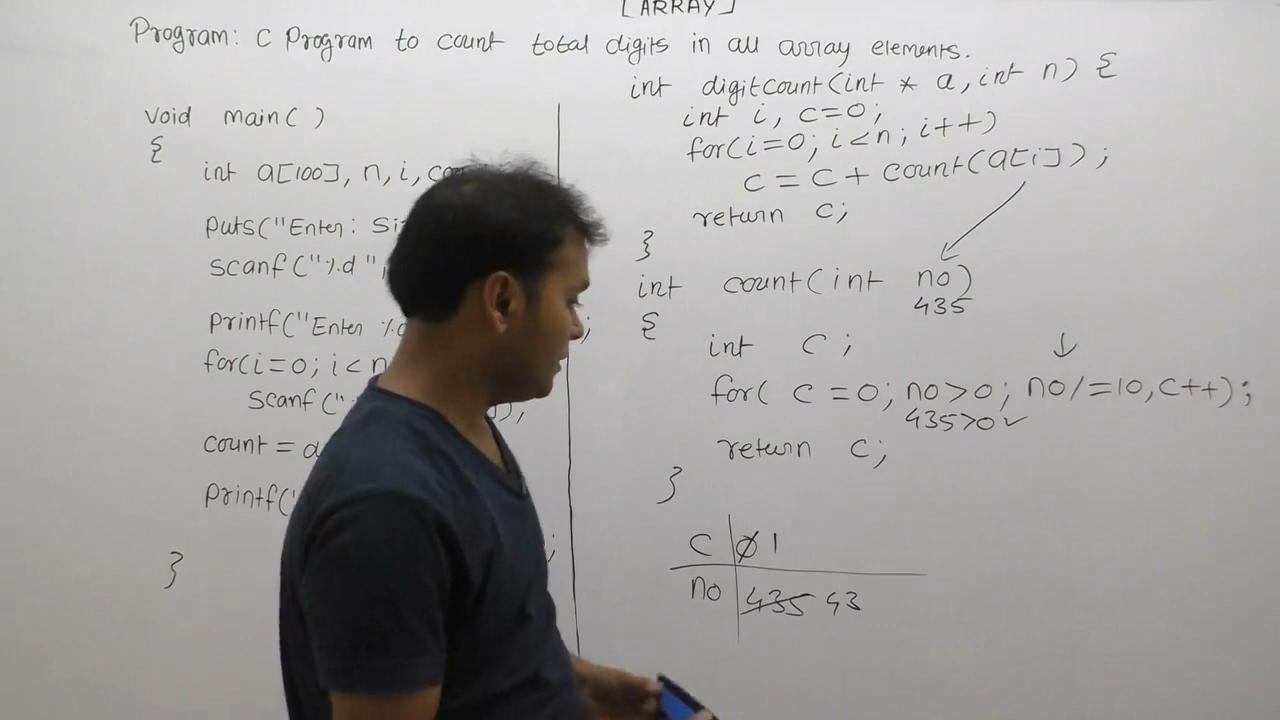 [ARRAY]
Program: C Program to count total digits in all array elements.
void main( )
{
int a[100], n, i,
puts("Enter:
scanf("%d",
printf("Enter
for(i=0; i<n
scanf("
count =
printf("
}
int digitcount(int * a, int n) {
int i, c=0;
for(i=0; i<n; i++)
c = c + count(a[i]);
return c;
}
int count(int no)
435
{
int c;
for( c = 0; no>0; no/=10, c++);
435>0 ✓
return c;
}
c 0 1
no 435 43